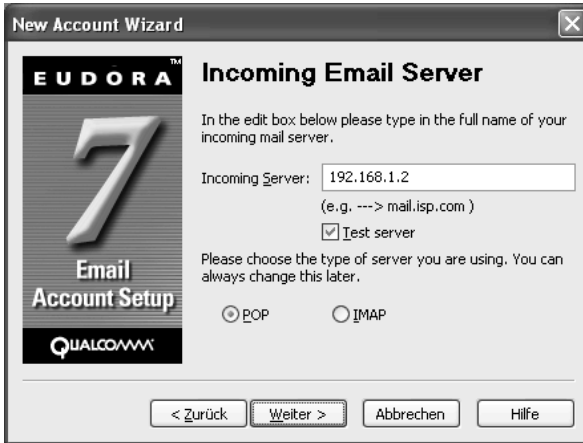 New Account Wizard
EUDORA™
7
Email
Account Setup
QUALCOMM
Incoming Email Server
In the edit box below please type in the full name of your
incoming mail server.
Incoming Server: 192.168.1.2
(e.g. ---> mail.isp.com )
Test server
Please choose the type of server you are using. You can
always change this later.
POP IMAP
< Zurück Weiter > Abbrechen Hilfe